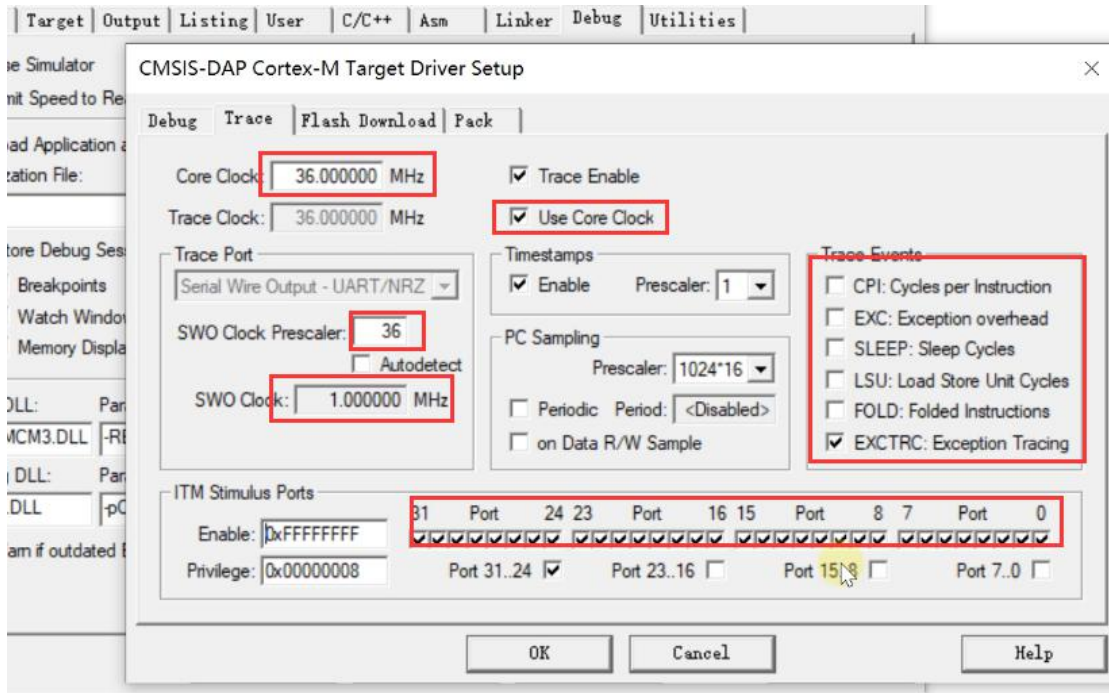 Target Output Listing User C/C++ Asm Linker Debug Utilities
se Simulator
mit Speed to Re
CMSIS-DAP Cortex-M Target Driver Setup
Debug Trace Flash Download Pack
ad Application a
zation File:
Core Clock: 36.000000 MHz
Trace Enable
Trace Clock: 36.000000 MHz
Use Core Clock
tore Debug Ses
Breakpoints
Watch Window
Memory Displa
Trace Port
Serial Wire Output - UART/NRZ
SWO Clock Prescaler: 36
Autodetect
SWO Clock: 1.000000 MHz
Timestamps
Enable Prescaler: 1
PC Sampling
Prescaler: 1024*16
Periodic Period: <Disabled>
on Data R/W Sample
Trace Events
CPI: Cycles per Instruction
EXC: Exception overhead
SLEEP: Sleep Cycles
LSU: Load Store Unit Cycles
FOLD: Folded Instructions
EXCTRC: Exception Tracing
DLL: Par
MCM3.DLL -RE
DLL: Par
.DLL -pC
arn if outdated E
ITM Stimulus Ports
31 Port 24 23 Port 16 15 Port 8 7 Port 0
Enable: 0xFFFFFFFF
Privilege: 0x00000008 Port 31..24 Port 23..16 Port 15..8 Port 7..0
OK Cancel Help